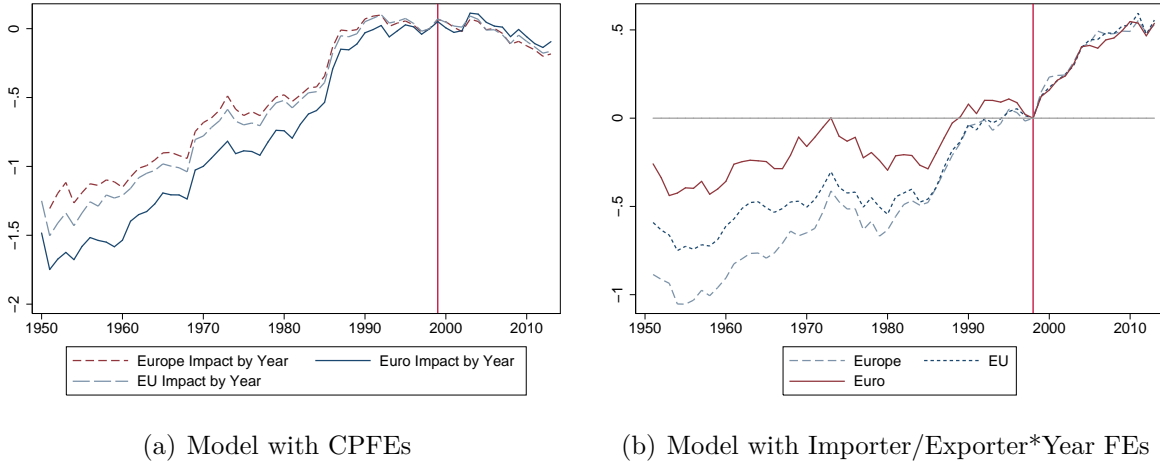 0
-.5
-1
-1.5
-2
1950 1960 1970 1980 1990 2000 2010
Europe Impact by Year Euro Impact by Year
EU Impact by Year
(a) Model with CPFEs
.5
0
-.5
-1
1950 1960 1970 1980 1990 2000 2010
Europe EU
Euro
(b) Model with Importer/Exporter*Year FEs